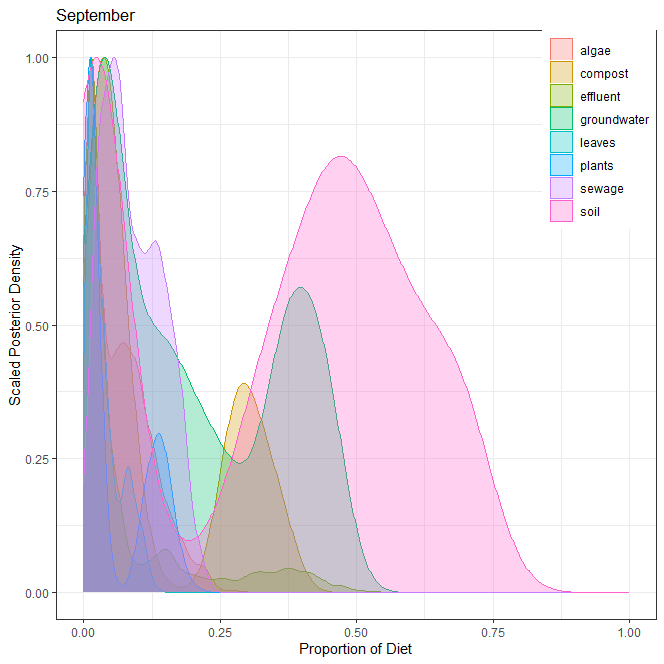 September
Scaled Posterior Density
1.00
0.75
0.50
0.25
0.00
algae
compost
effluent
groundwater
leaves
plants
sewage
soil
0.00 0.25 0.50 0.75 1.00
Proportion of Diet